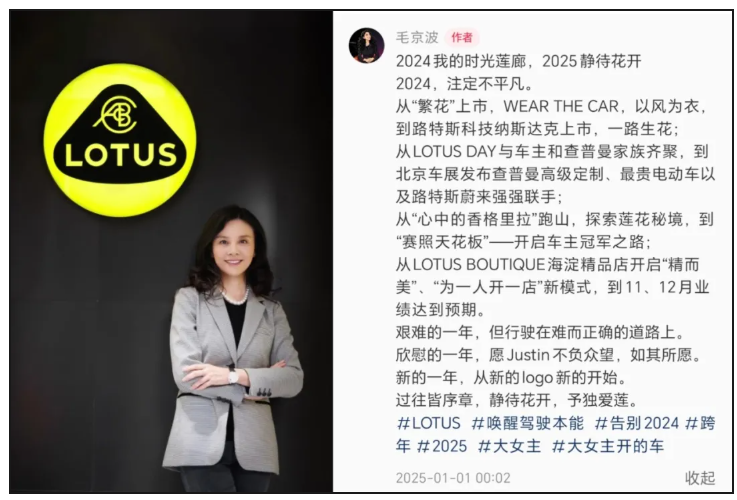 LOTUS
毛京波 作者
2024我的时光莲廊，2025静待花开
2024，注定不平凡。
从“繁花”上市，WEAR THE CAR，以风为衣，
到路特斯科技纳斯达克上市，一路生花；
从LOTUS DAY与车主和查普曼家族齐聚，到
北京车展发布查普曼高级定制、最贵电动车以
及路特斯蔚来强强联手；
从“心中的香格里拉”跑山，探索莲花秘境，到
“赛照天花板”——开启车主冠军之路；
从LOTUS BOUTIQUE海淀精品店开启“精而
美”、“为一人开一店”新模式，到11、12月业
绩达到预期。
艰难的一年，但行驶在难而正确的道路上。
欣慰的一年，愿Justin不负众望，如其所愿。
新的一年，从新的logo新的开始。
过往皆序章，静待花开，予独爱莲。
#LOTUS #唤醒驾驶本能 #告别2024 #跨
年 #2025 #大女主 #大女主开的车
2025-01-01 00:02 收起